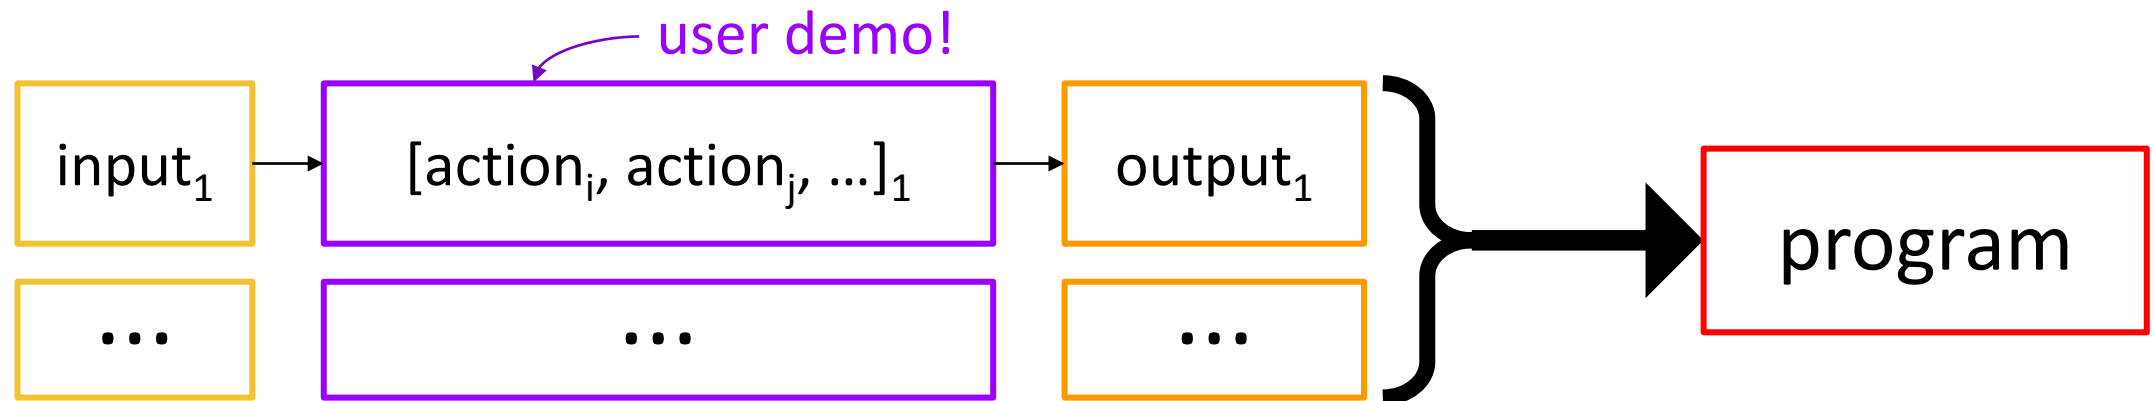 user demo!
input₁
[actionᵢ, actionⱼ, ...]₁
output₁
program
...
...
...